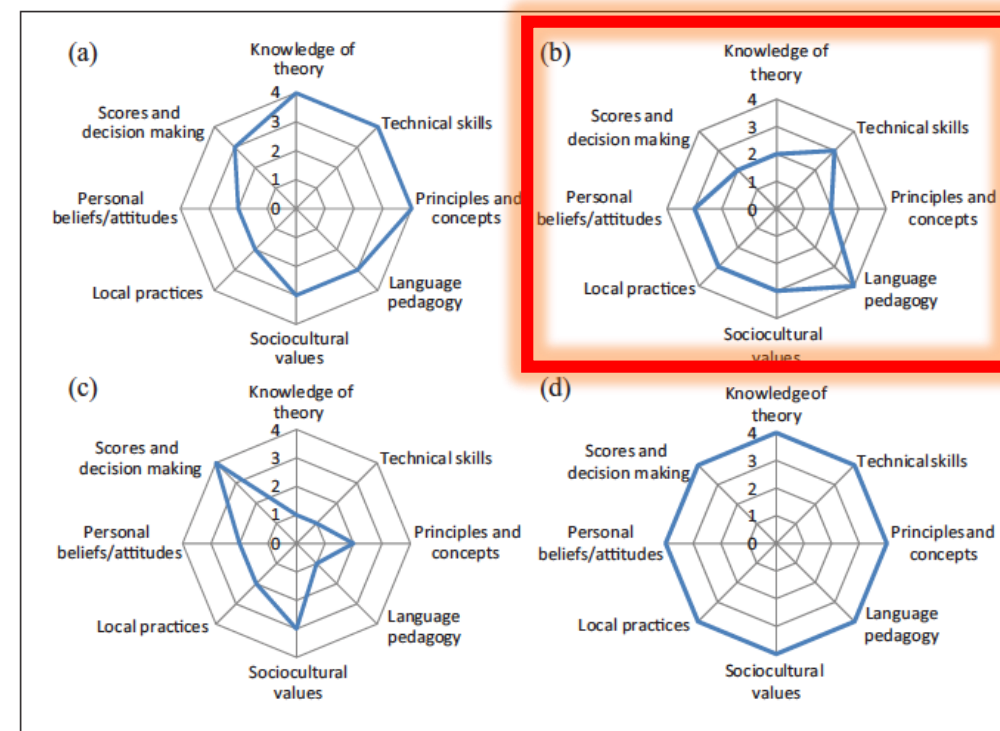 (a)
Knowledge of
theory
4
3
2
1
0
Technical skills
Principles and
concepts
Language
pedagogy
Sociocultural
values
Local practices
Personal
beliefs/attitudes
Scores and
decision making
(b)
Knowledge of
theory
4
3
2
1
0
Technical skills
Principles and
concepts
Language
pedagogy
Sociocultural
values
Local practices
Personal
beliefs/attitudes
Scores and
decision making
(c)
Knowledge of
theory
4
3
2
1
0
Technical skills
Principles and
concepts
Language
pedagogy
Sociocultural
values
Local practices
Personal
beliefs/attitudes
Scores and
decision making
(d)
Knowledge of
theory
4
3
2
1
0
Technical skills
Principles and
concepts
Language
pedagogy
Sociocultural
values
Local practices
Personal
beliefs/attitudes
Scores and
decision making